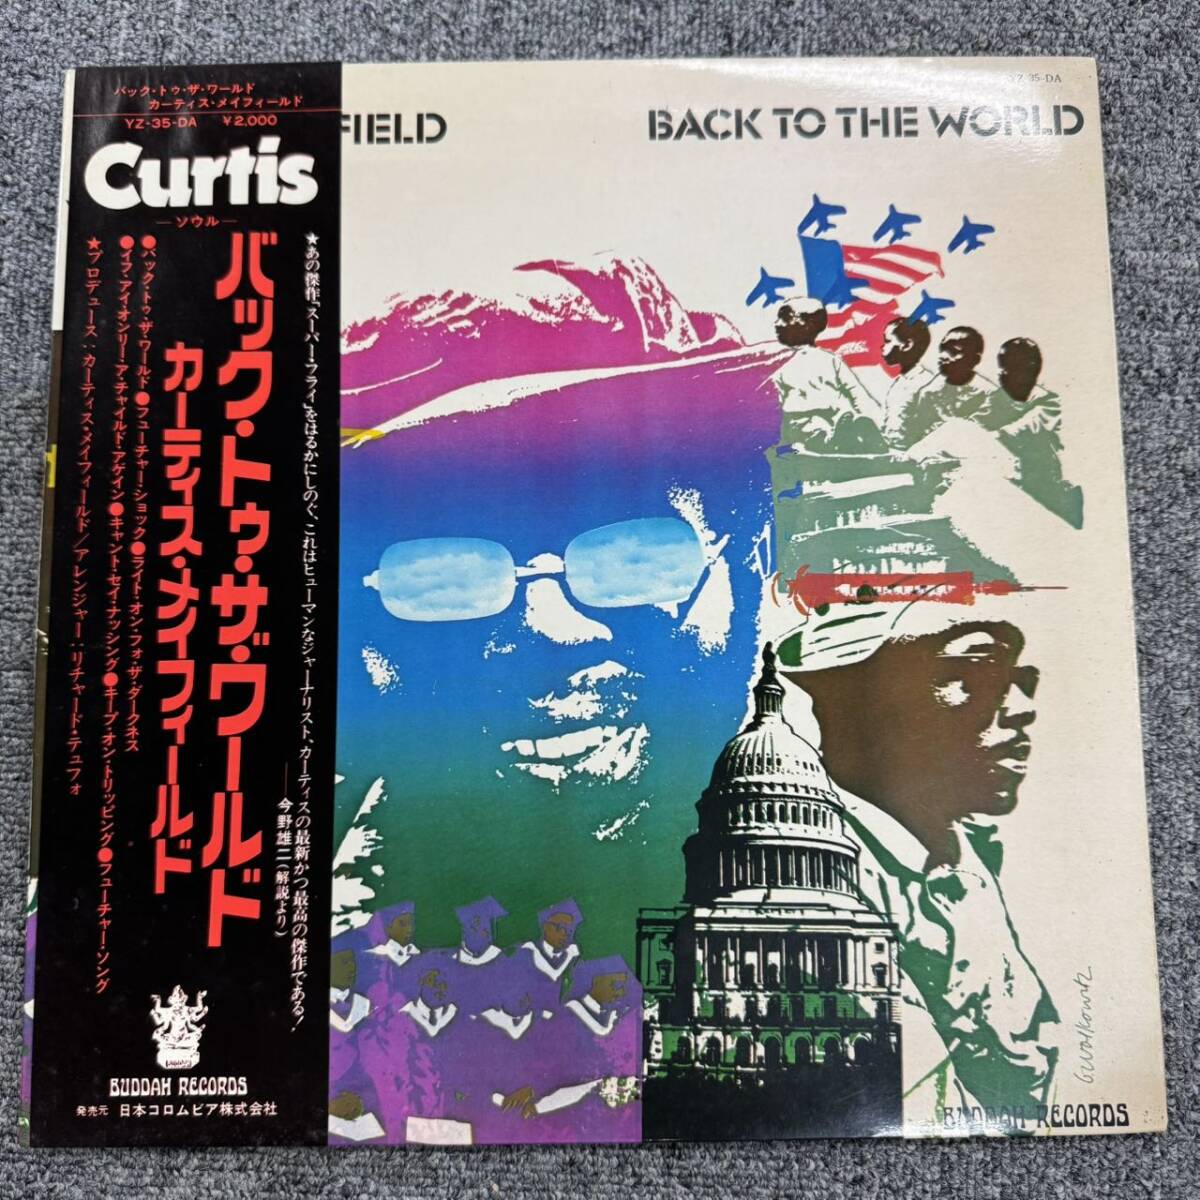 バック・トゥ・ザ・ワールド
カーティス・メイフィールド
YZ-35-DA ¥2,000
Curtis
―ソウル―
★あの傑作「スーパー・フライ」をはるかにしのぐ、これはヒューマンなジャーナリスト、カーティスの最新かつ最高の傑作である!
――今野雄二(解説より)
バック・トゥ・ザ・ワールド
カーティス・メイフィールド
●バック・トゥ・ザ・ワールド●フューチャー・ショック●ライト・オン・フォ・ザ・ダークネス
●イフ・アイ・オンリー・ア・チャイルド・アゲイン●キャント・セイ・ナッシング●キープ・オン・トリッピング●フューチャー・ソング
★プロデュース:カーティス・メイフィールド/アレンジャー:リチャード・テュフォ
BUDDAH RECORDS
発売元 日本コロムビア株式会社
YZ-35-DA
FIELD BACK TO THE WORLD
GWalkowitz
BUDDAH RECORDS